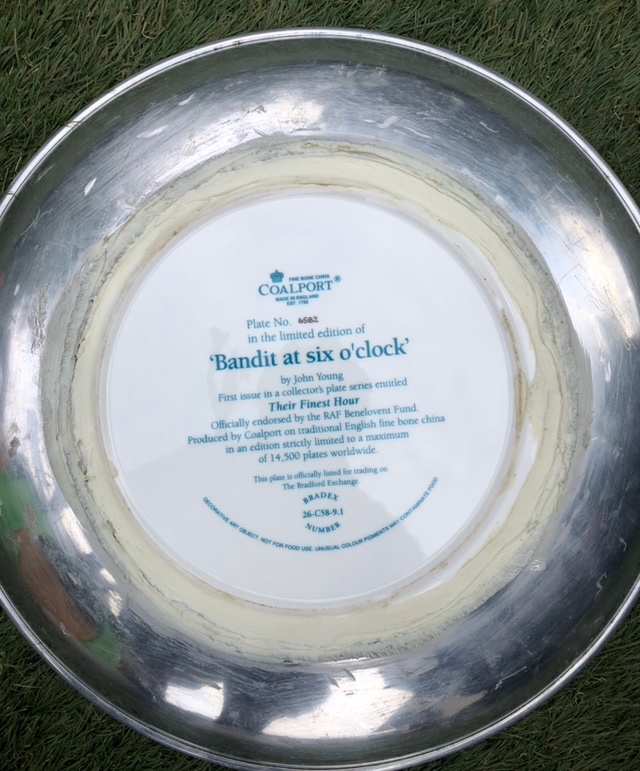 FINE BONE CHINA
COALPORT®
MADE IN ENGLAND
EST. 1750
Plate No. 6582
in the limited edition of
'Bandit at six o'clock'
by John Young
First issue in a collector's plate series entitled
Their Finest Hour
Officially endorsed by the RAF Benelovent Fund.
Produced by Coalport on traditional English fine bone china
in an edition strictly limited to a maximum
of 14,500 plates worldwide.
This plate is officially listed for trading on
The Bradford Exchange.
BRADEX
26-C58-9.1
NUMBER
DECORATIVE ART OBJECT. NOT FOR FOOD USE. UNUSUAL COLOUR PIGMENTS MAY CONTAMINATE FOOD